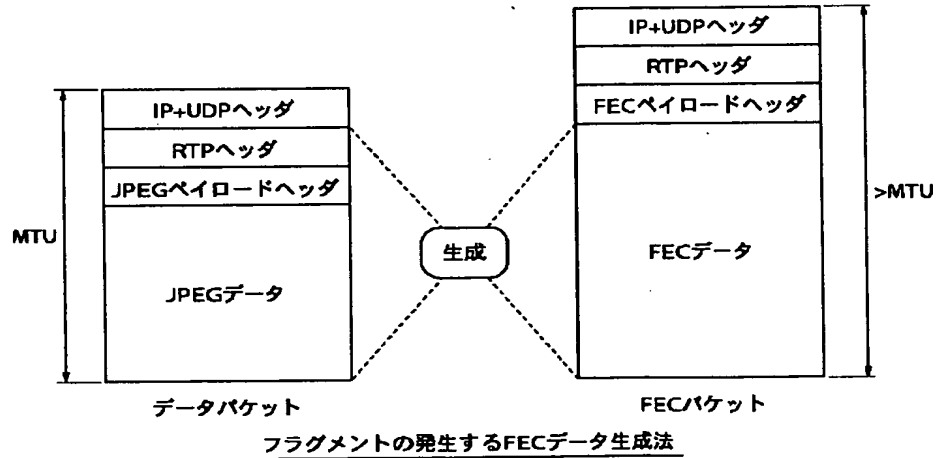 IP+UDPヘッダ
RTPヘッダ
JPEGペイロードヘッダ
JPEGデータ
MTU
データパケット
生成
IP+UDPヘッダ
RTPヘッダ
FECペイロードヘッダ
FECデータ
>MTU
FECパケット
フラグメントの発生するFECデータ生成法